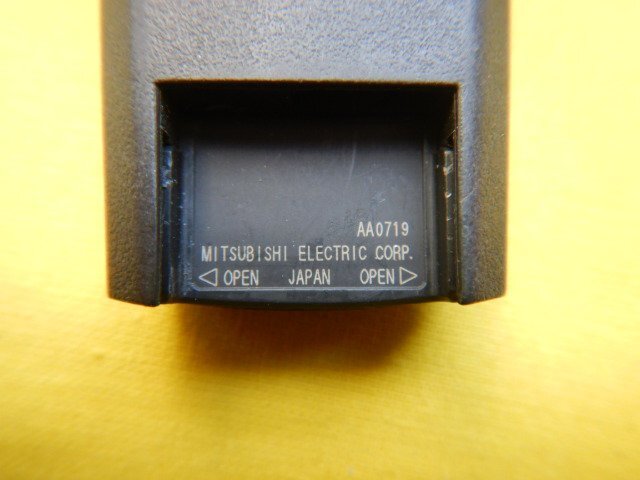 AA0719
MITSUBISHI ELECTRIC CORP.
◁ OPEN JAPAN OPEN ▷